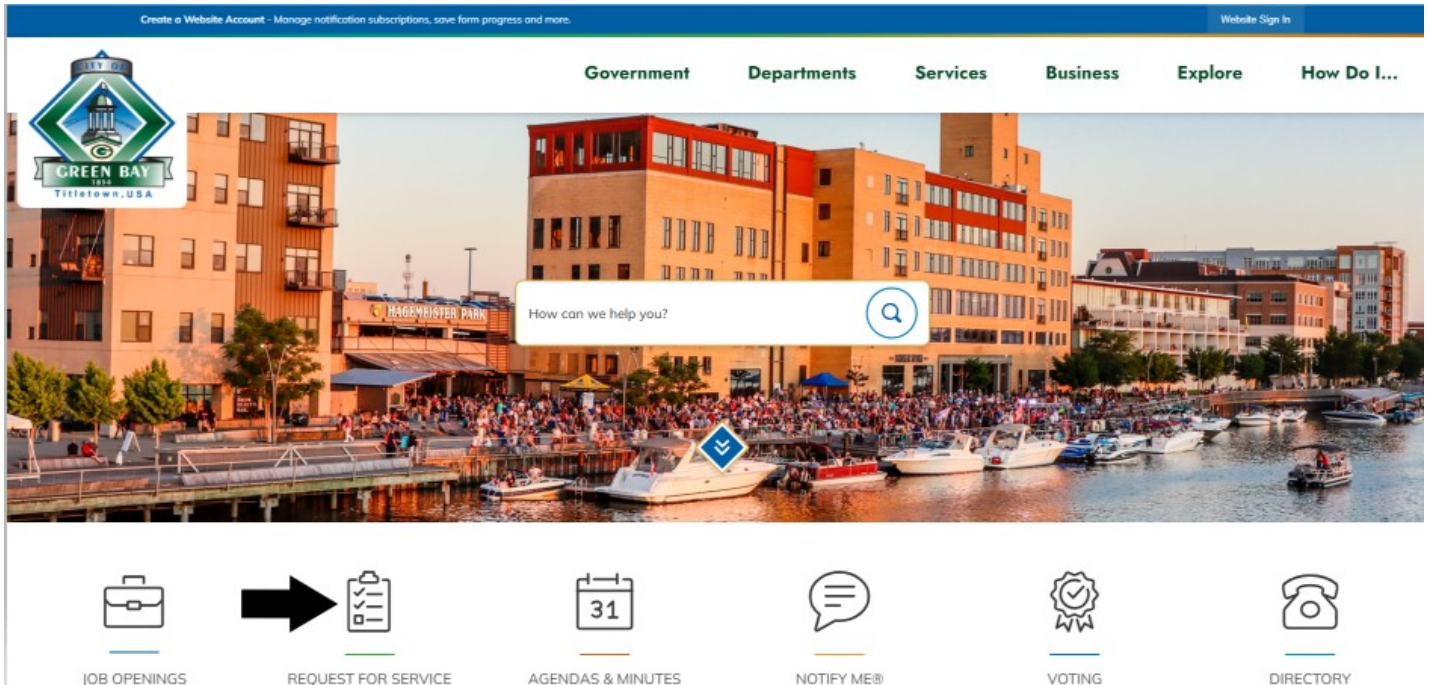 Create a Website Account - Manage notification subscriptions, save form progress and more.
Website Sign In
CITY OF
GREEN BAY
1854
Titletown, USA
Government
Departments
Services
Business
Explore
How Do I...
HAGEMEISTER PARK
How can we help you?
31
JOB OPENINGS
REQUEST FOR SERVICE
AGENDAS & MINUTES
NOTIFY ME®
VOTING
DIRECTORY